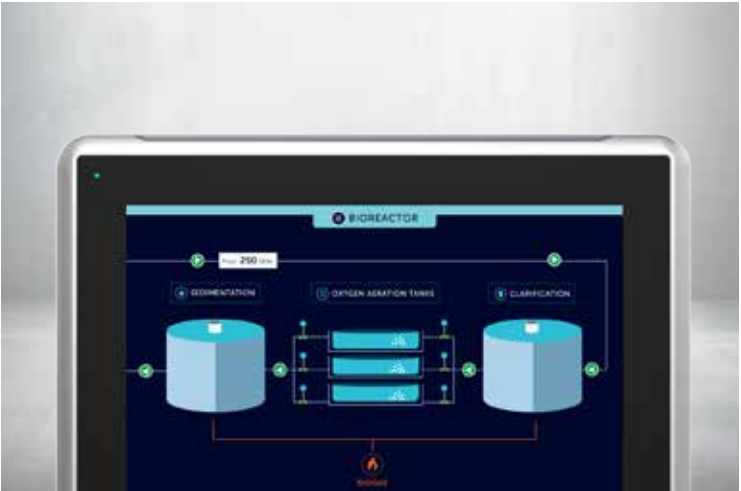 BIOREACTOR
250
SEDIMENTATION
OXYGEN AERATION TANKS
CLARIFICATION